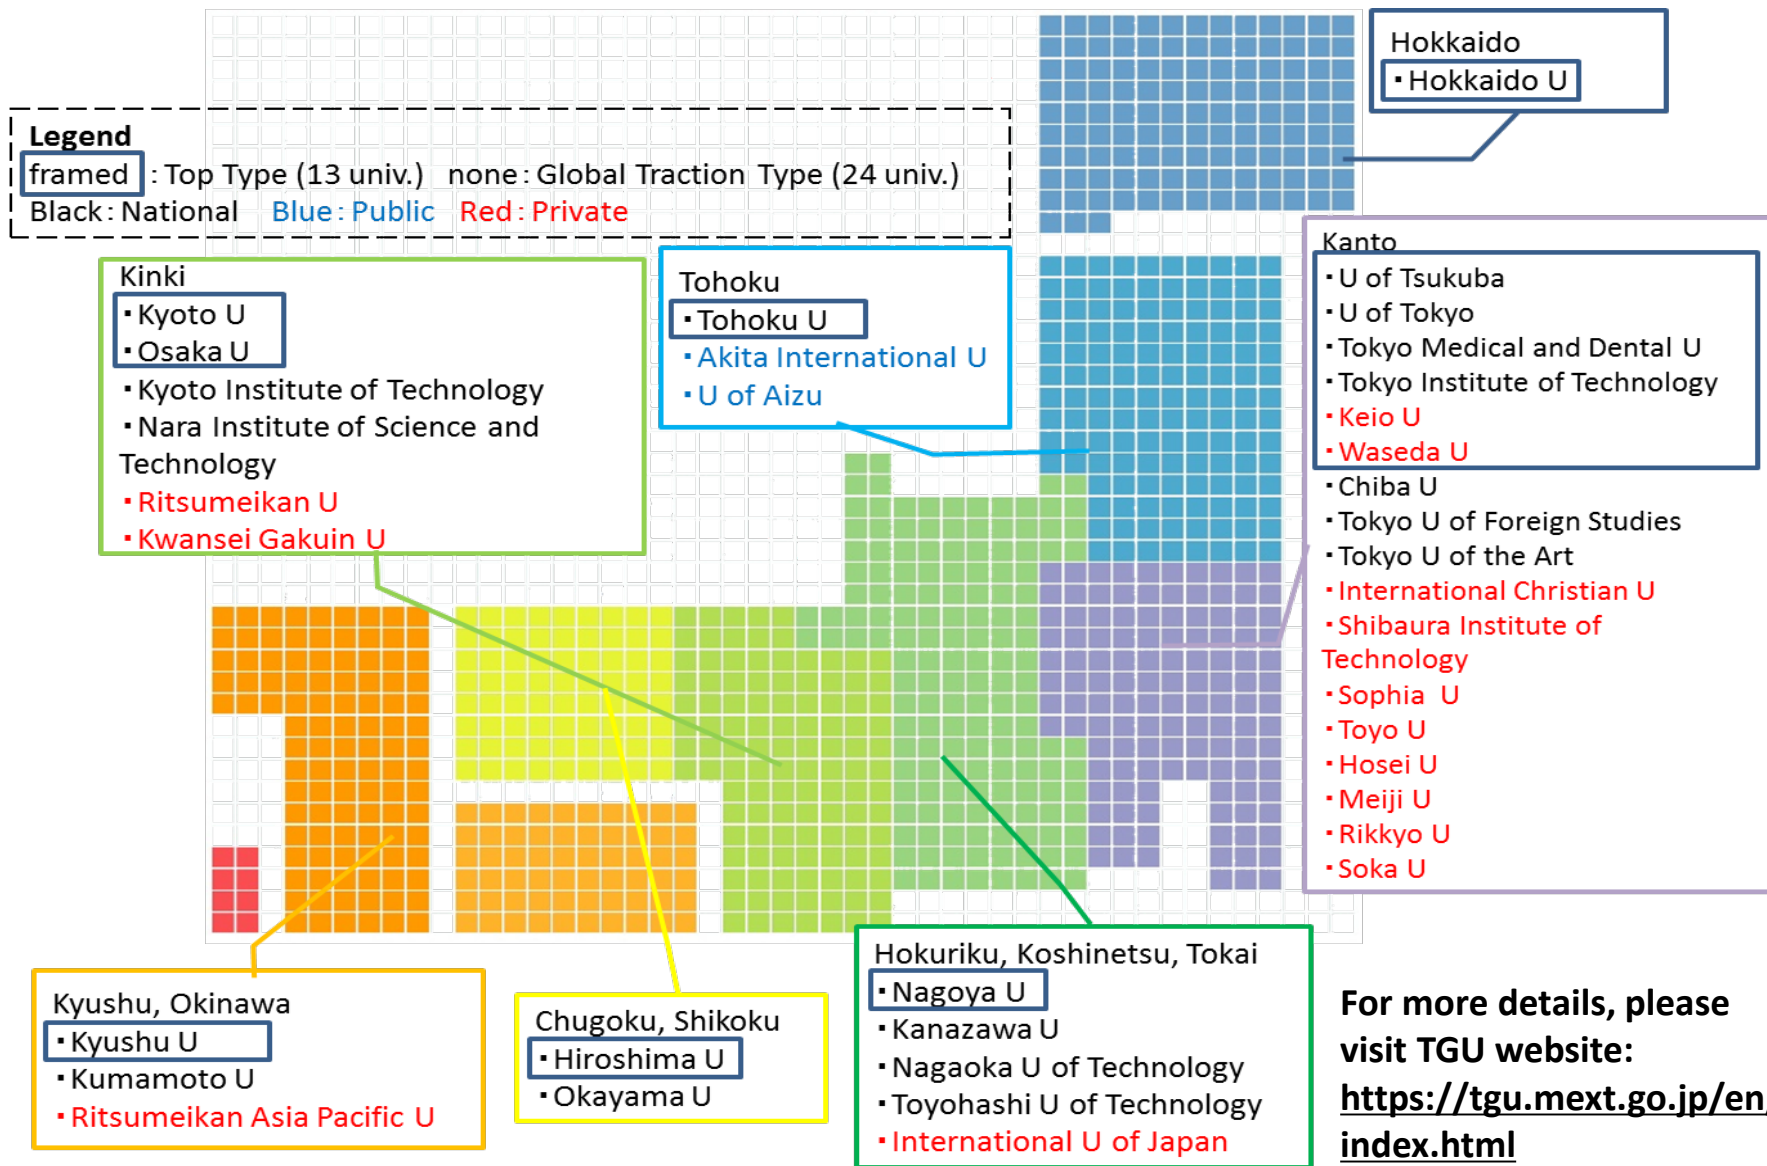 Hokkaido
・Hokkaido U
Legend
framed : Top Type (13 univ.) none : Global Traction Type (24 univ.)
Black : National Blue : Public Red : Private
Kinki
・Kyoto U
・Osaka U
・Kyoto Institute of Technology
・Nara Institute of Science and
Technology
・Ritsumeikan U
・Kwansei Gakuin U
Tohoku
・Tohoku U
・Akita International U
・U of Aizu
Kanto
・U of Tsukuba
・U of Tokyo
・Tokyo Medical and Dental U
・Tokyo Institute of Technology
・Keio U
・Waseda U
・Chiba U
・Tokyo U of Foreign Studies
・Tokyo U of the Art
・International Christian U
・Shibaura Institute of
Technology
・Sophia U
・Toyo U
・Hosei U
・Meiji U
・Rikkyo U
・Soka U
Kyushu, Okinawa
・Kyushu U
・Kumamoto U
・Ritsumeikan Asia Pacific U
Chugoku, Shikoku
・Hiroshima U
・Okayama U
Hokuriku, Koshinetsu, Tokai
・Nagoya U
・Kanazawa U
・Nagaoka U of Technology
・Toyohashi U of Technology
・International U of Japan
For more details, please
visit TGU website:
https://tgu.mext.go.jp/en/
index.html